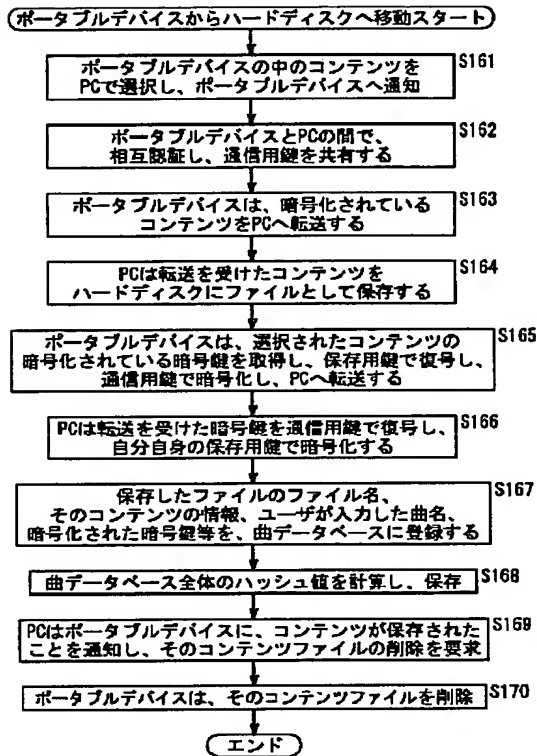 ポータブルデバイスからハードディスクへ移動スタート
S161
ポータブルデバイスの中のコンテンツを
PCで選択し、ポータブルデバイスへ通知
S162
ポータブルデバイスとPCの間で、
相互認証し、通信用鍵を共有する
S163
ポータブルデバイスは、暗号化されている
コンテンツをPCへ転送する
S164
PCは転送を受けたコンテンツを
ハードディスクにファイルとして保存する
S165
ポータブルデバイスは、選択されたコンテンツの
暗号化されている暗号鍵を取得し、保存用鍵で復号し、
通信用鍵で暗号化し、PCへ転送する
S166
PCは転送を受けた暗号鍵を通信用鍵で復号し、
自分自身の保存用鍵で暗号化する
S167
保存したファイルのファイル名、
そのコンテンツの情報、ユーザが入力した曲名、
暗号化された暗号鍵等を、曲データベースに登録する
S168
曲データベース全体のハッシュ値を計算し、保存
S169
PCはポータブルデバイスに、コンテンツが保存された
ことを通知し、そのコンテンツファイルの削除を要求
S170
ポータブルデバイスは、そのコンテンツファイルを削除
エンド